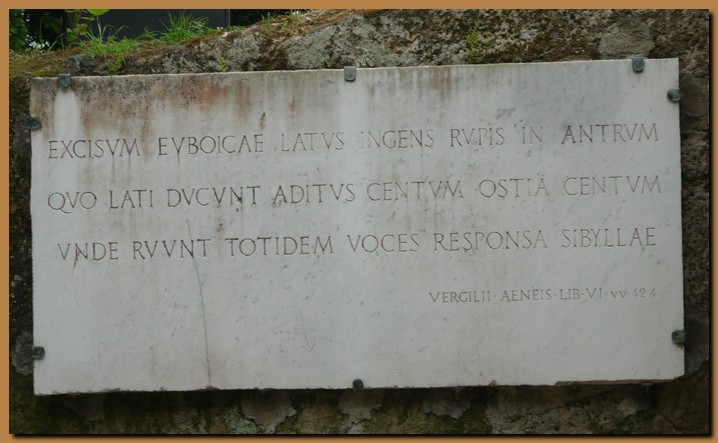 EXCISVM EVBOICAE LATVS INGENS RVPIS IN ANTRVM
QVO LATI DVCVNT ADITVS CENTVM OSTIA CENTVM
VNDE RVVNT TOTIDEM VOCES RESPONSA SIBYLLAE
VERGILII · AENEIS · LIB · VI · vv · 42-4